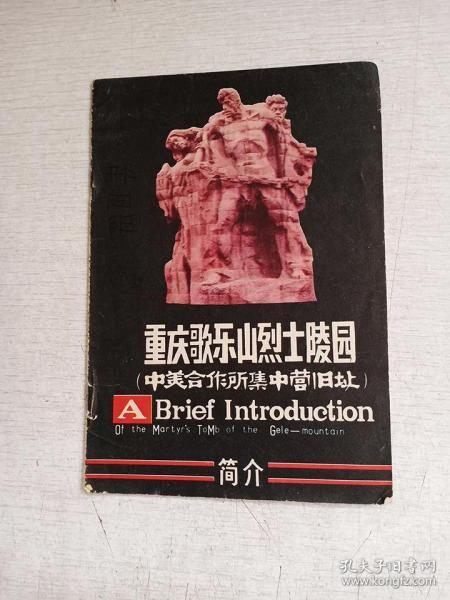 重庆歌乐山烈士陵园
(中美合作所集中营旧址)
A Brief Introduction
Of the Martyr's ToMb of the Gele—mountain
简介
孔夫子旧书网
www.kongfz.com